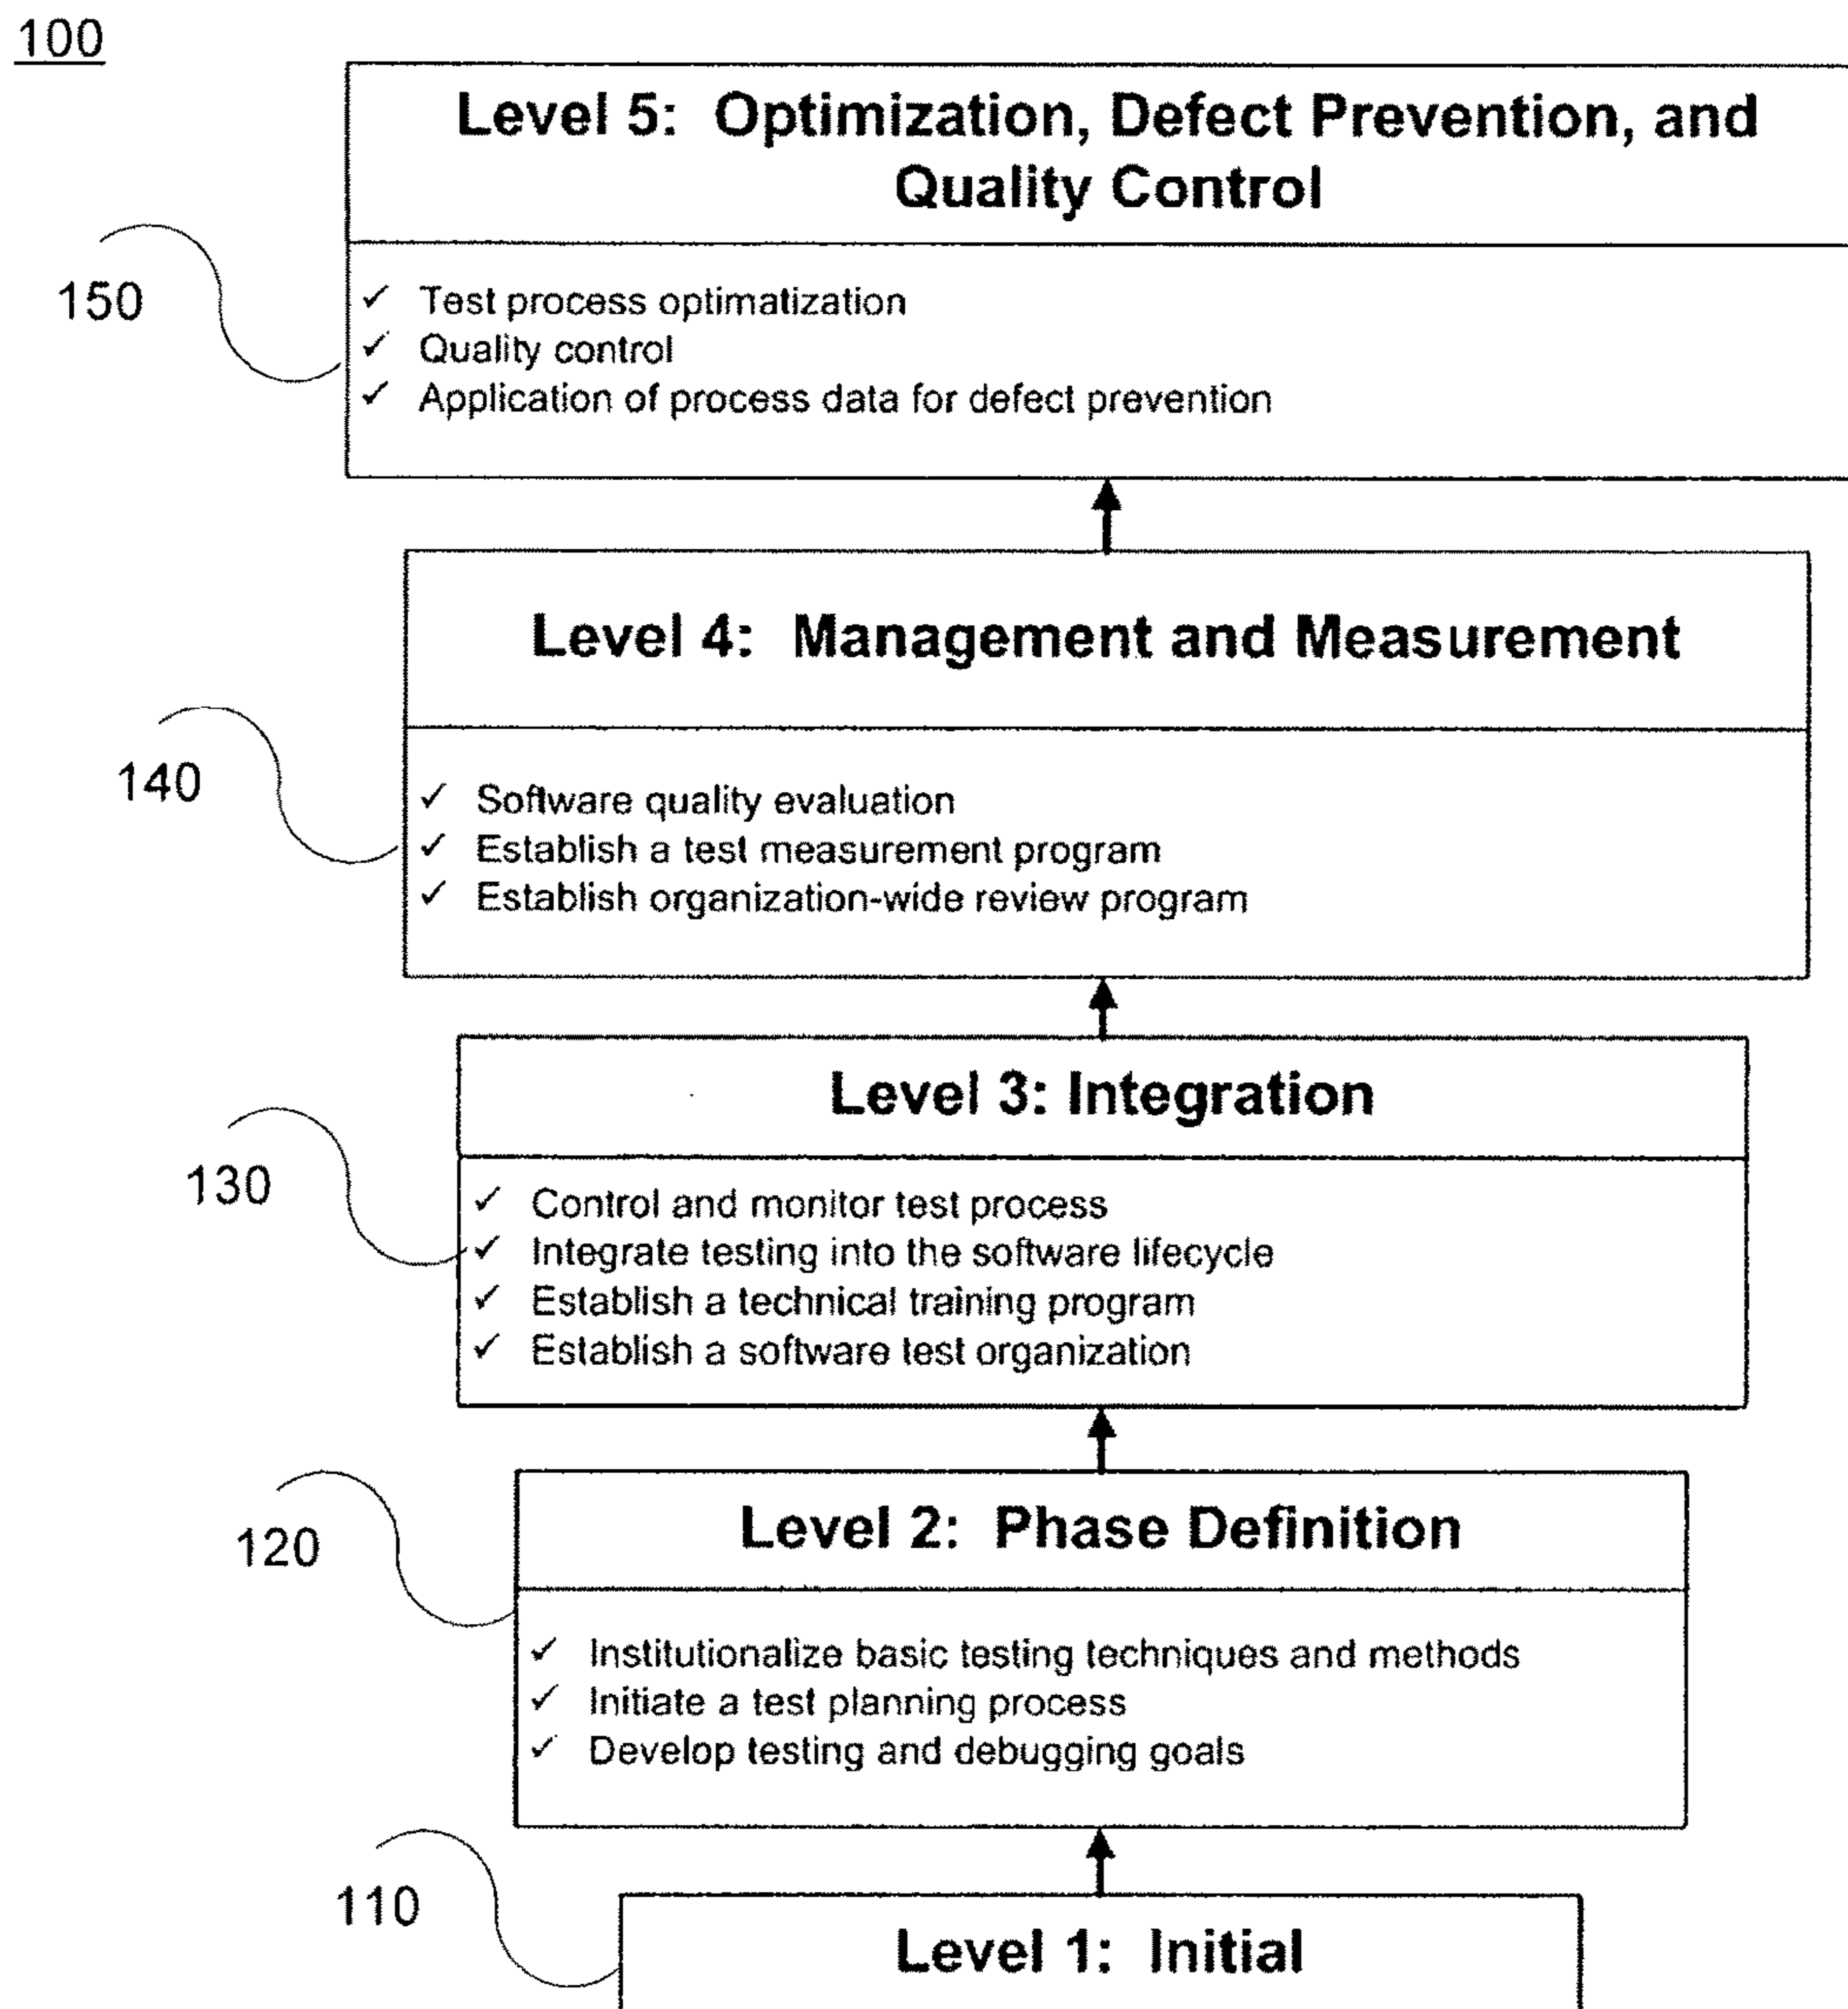 100
Level 5: Optimization, Defect Prevention, and
Quality Control
150
✓ Test process optimatization
✓ Quality control
✓ Application of process data for defect prevention
Level 4: Management and Measurement
140
✓ Software quality evaluation
✓ Establish a test measurement program
✓ Establish organization-wide review program
Level 3: Integration
130
✓ Control and monitor test process
✓ Integrate testing into the software lifecycle
✓ Establish a technical training program
✓ Establish a software test organization
Level 2: Phase Definition
120
✓ Institutionalize basic testing techniques and methods
✓ Initiate a test planning process
✓ Develop testing and debugging goals
110
Level 1: Initial